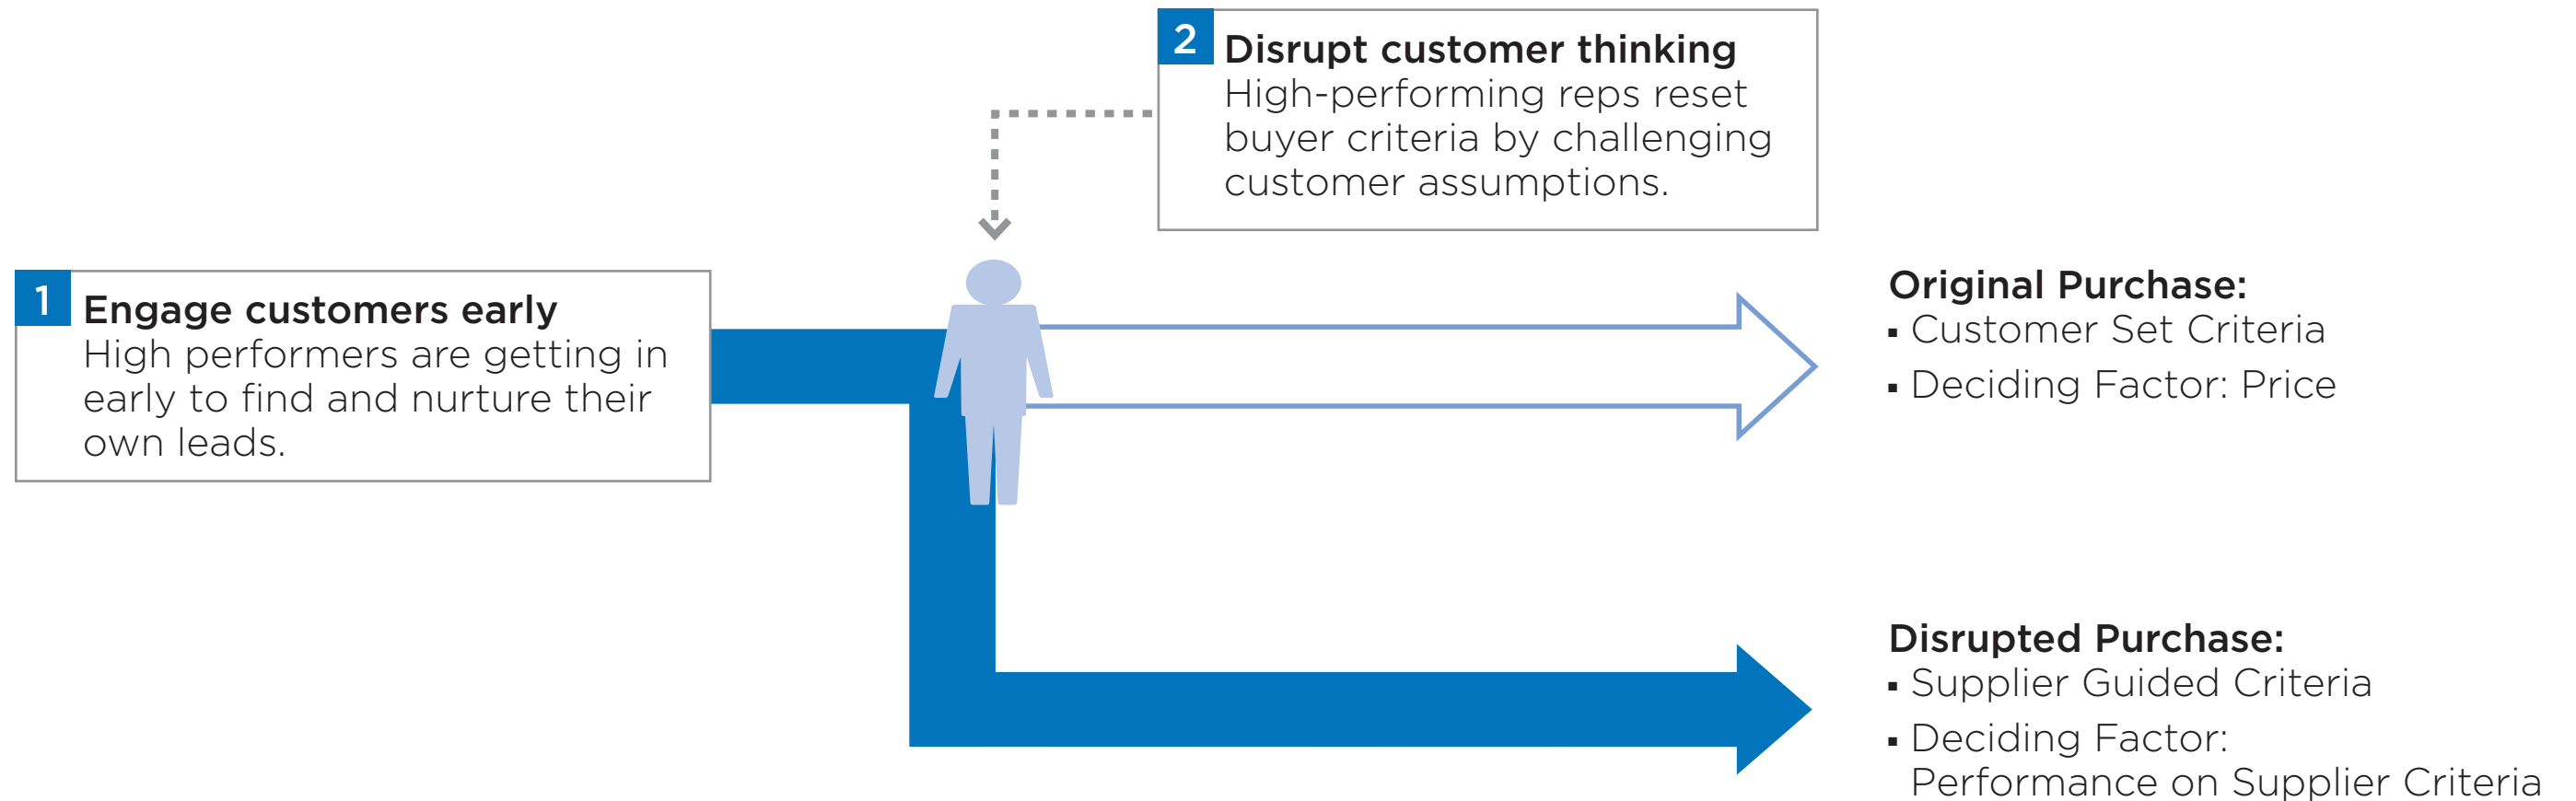 2
Disrupt customer thinking
High-performing reps reset
buyer criteria by challenging
customer assumptions.
1
Engage customers early
High performers are getting in
early to find and nurture their
own leads.
Original Purchase:
▪ Customer Set Criteria
▪ Deciding Factor: Price
Disrupted Purchase:
▪ Supplier Guided Criteria
▪ Deciding Factor:
Performance on Supplier Criteria